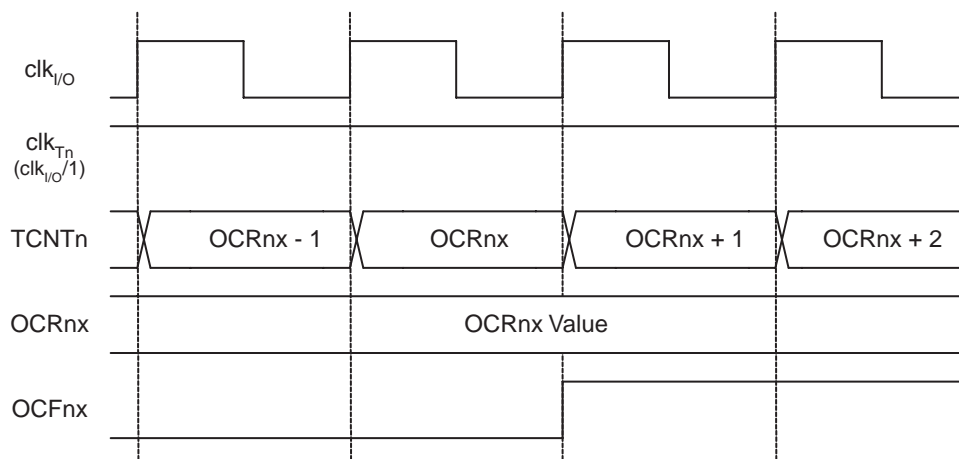 clkI/O
clkTn
(clkI/O/1)
TCNTn
OCRnx - 1
OCRnx
OCRnx + 1
OCRnx + 2
OCRnx
OCRnx Value
OCFnx